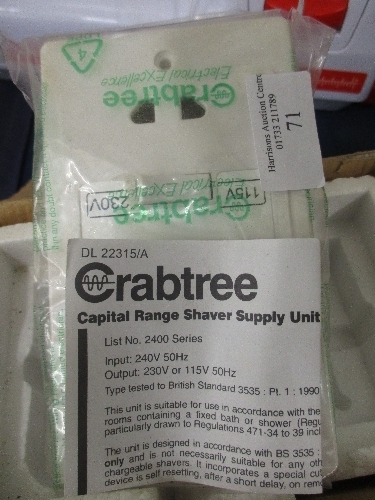 4
Electrical Excellence
Crabtree
Harrisons Auction Centre
01733 211789
71
115V
230V
Crabtree
DL 22315/A
Crabtree
Capital Range Shaver Supply Unit
List No. 2400 Series
Input: 240V 50Hz
Output: 230V or 115V 50Hz
Type tested to British Standard 3535 : Pt. 1 : 1990
This unit is suitable for use in accordance with the
rooms containing a fixed bath or shower (Regu
particularly drawn to Regulations 471-34 to 39 incl
The unit is designed in accordance with BS 3535 :
only and is not necessarily suitable for any oth
chargeable shavers. It incorporates a special cut
device is self resetting, after a short delay, on remo